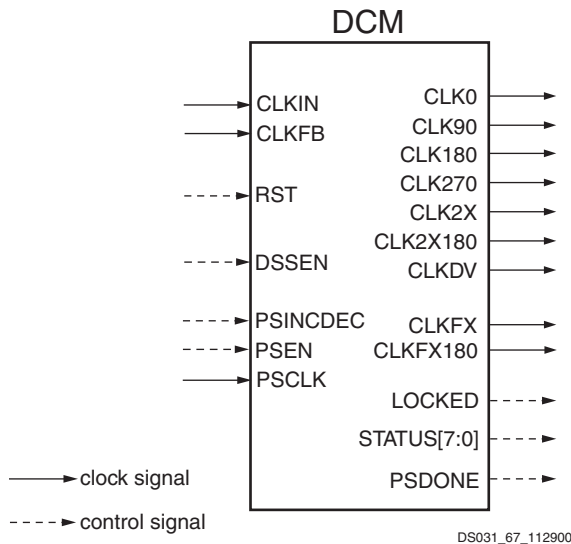 DCM
CLKIN
CLKFB
RST
DSSEN
PSINCDEC
PSEN
PSCLK
CLK0
CLK90
CLK180
CLK270
CLK2X
CLK2X180
CLKDV
CLKFX
CLKFX180
LOCKED
STATUS[7:0]
PSDONE
clock signal
control signal
DS031_67_112900